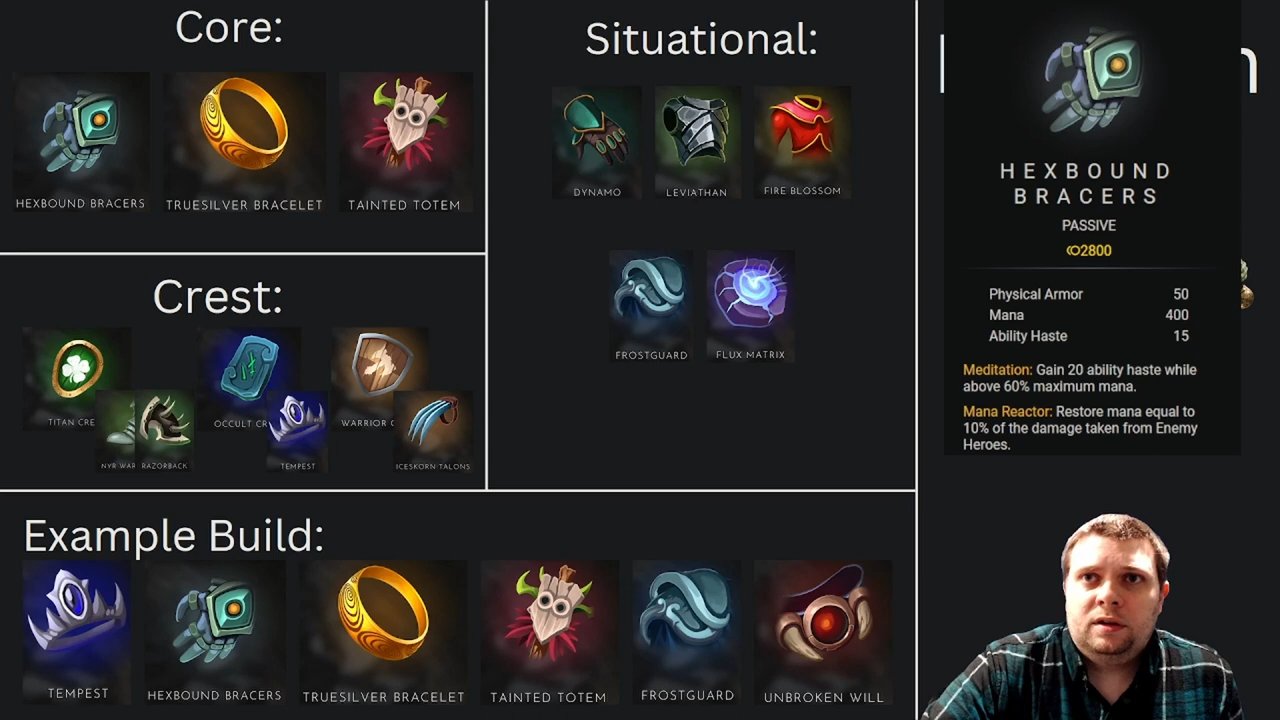 Core:
HEXBOUND BRACERS
TRUESILVER BRACELET
TAINTED TOTEM
Situational:
DYNAMO
LEVIATHAN
FIRE BLOSSOM
FROSTGUARD
FLUX MATRIX
Crest:
TITAN CRE
OCCULT CR
WARRIOR C
NYR WAR
RAZORBACK
TEMPEST
ICESKORN TALONS
Example Build:
TEMPEST
HEXBOUND BRACERS
TRUESILVER BRACELET
TAINTED TOTEM
FROSTGUARD
UNBROKEN WILL
HEXBOUND
BRACERS
PASSIVE
2800
Physical Armor 50
Mana 400
Ability Haste 15
Meditation: Gain 20 ability haste while
above 60% maximum mana.
Mana Reactor: Restore mana equal to
10% of the damage taken from Enemy
Heroes.